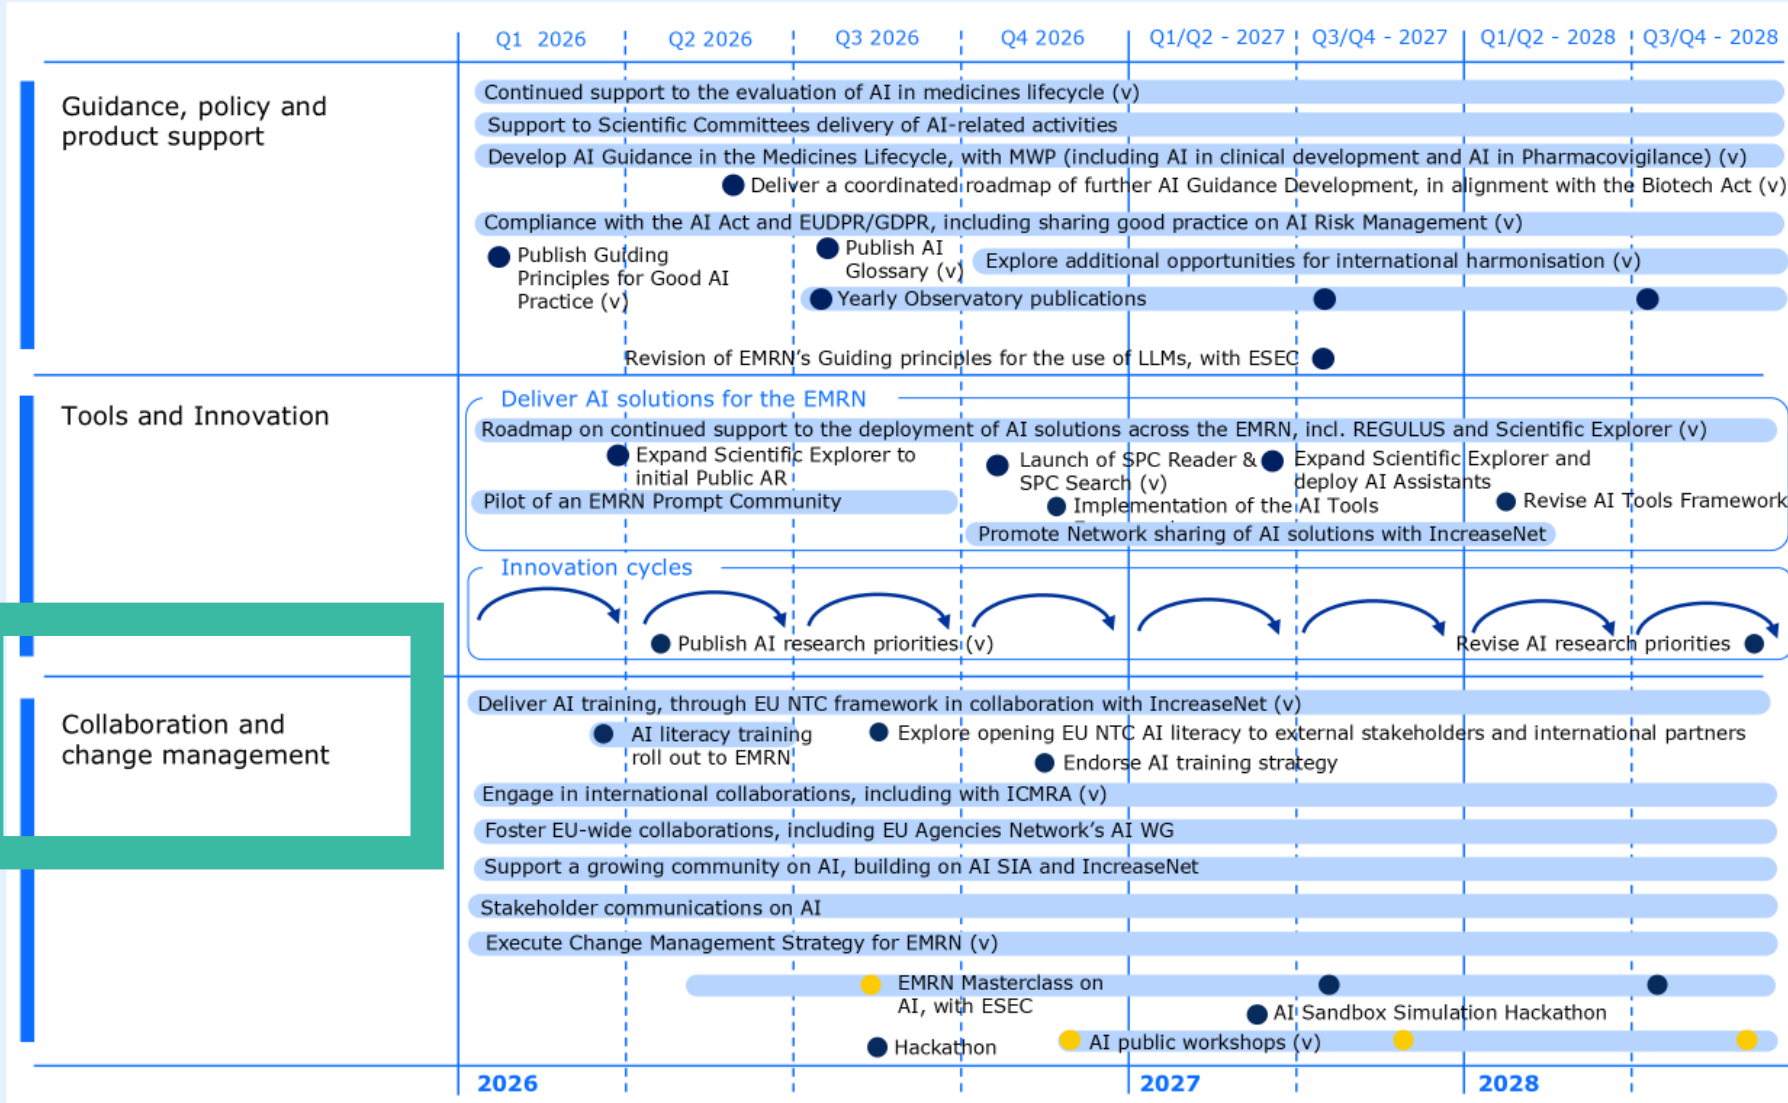 Q1 2026
Q2 2026
Q3 2026
Q4 2026
Q1/Q2 - 2027
Q3/Q4 - 2027
Q1/Q2 - 2028
Q3/Q4 - 2028
Guidance, policy and
product support
Continued support to the evaluation of AI in medicines lifecycle (v)
Support to Scientific Committees delivery of AI-related activities
Develop AI Guidance in the Medicines Lifecycle, with MWP (including AI in clinical development and AI in Pharmacovigilance) (v)
Deliver a coordinated roadmap of further AI Guidance Development, in alignment with the Biotech Act (v)
Compliance with the AI Act and EUDPR/GDPR, including sharing good practice on AI Risk Management (v)
Publish Guiding
Principles for Good AI
Practice (v)
Publish AI
Glossary (v)
Explore additional opportunities for international harmonisation (v)
Yearly Observatory publications
Revision of EMRN's Guiding principles for the use of LLMs, with ESEC
Tools and Innovation
Deliver AI solutions for the EMRN
Roadmap on continued support to the deployment of AI solutions across the EMRN, incl. REGULUS and Scientific Explorer (v)
Expand Scientific Explorer to
initial Public AR
Launch of SPC Reader &
SPC Search (v)
Expand Scientific Explorer and
deploy AI Assistants
Pilot of an EMRN Prompt Community
Implementation of the AI Tools
Revise AI Tools Framework
Promote Network sharing of AI solutions with IncreaseNet
Innovation cycles
Publish AI research priorities (v)
Revise AI research priorities
Collaboration and
change management
Deliver AI training, through EU NTC framework in collaboration with IncreaseNet (v)
AI literacy training
roll out to EMRN
Explore opening EU NTC AI literacy to external stakeholders and international partners
Endorse AI training strategy
Engage in international collaborations, including with ICMRA (v)
Foster EU-wide collaborations, including EU Agencies Network's AI WG
Support a growing community on AI, building on AI SIA and IncreaseNet
Stakeholder communications on AI
Execute Change Management Strategy for EMRN (v)
EMRN Masterclass on
AI, with ESEC
AI Sandbox Simulation Hackathon
Hackathon
AI public workshops (v)
2026
2027
2028